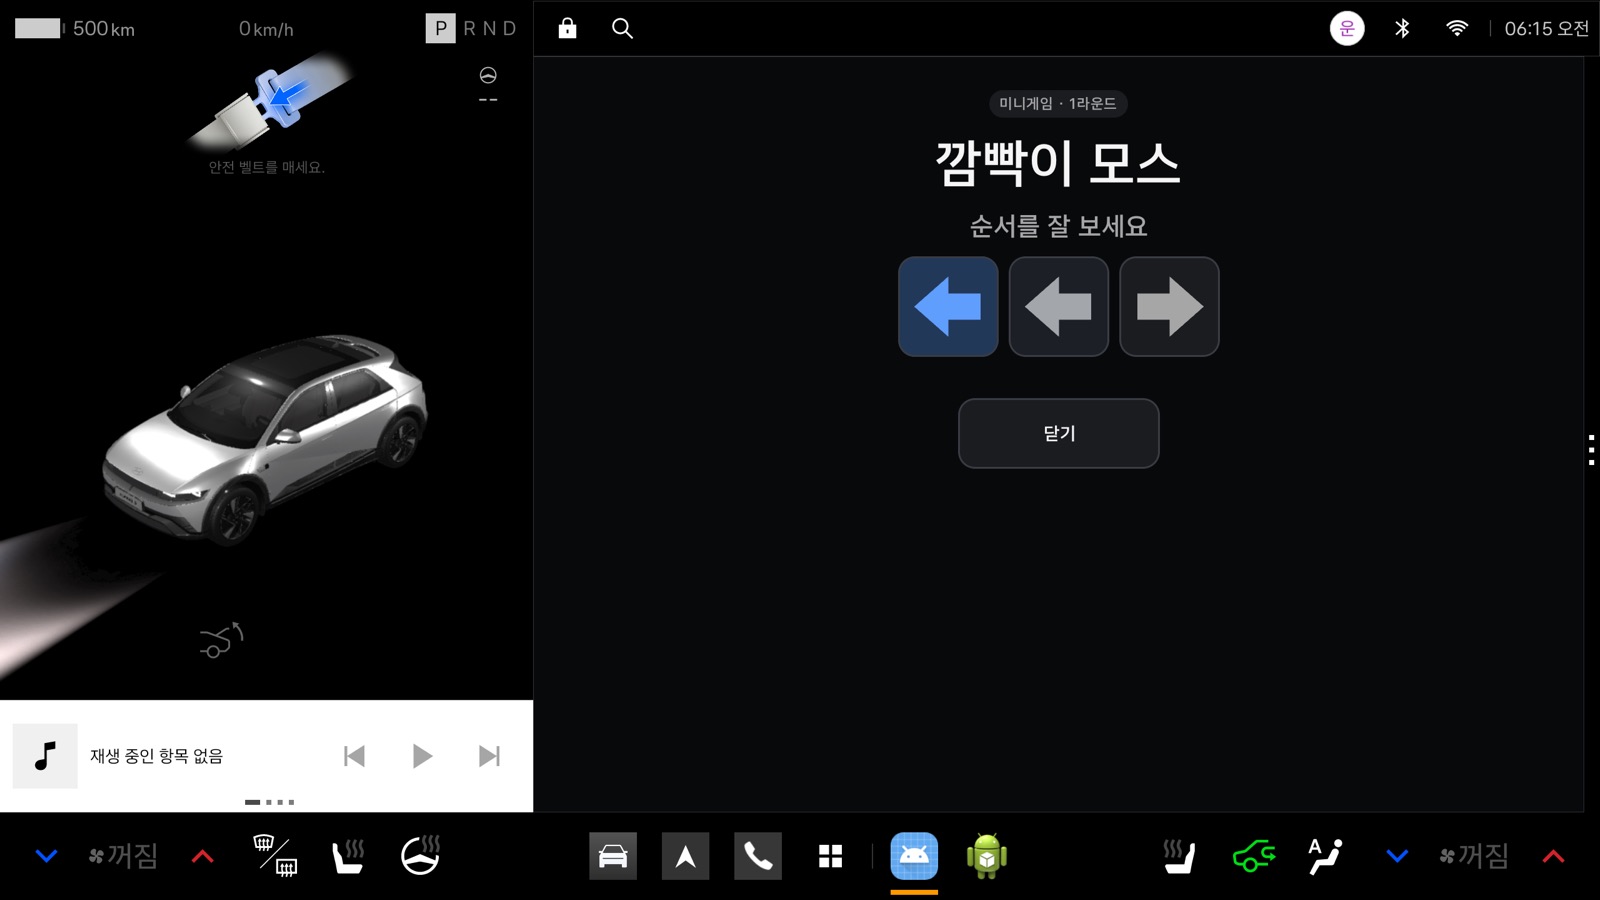 500 km
0 km/h
P R N D
안전 벨트를 매세요.
재생 중인 항목 없음
운
06:15 오전
미니게임 · 1라운드
깜빡이 모스
순서를 잘 보세요
닫기
꺼짐
A
꺼짐